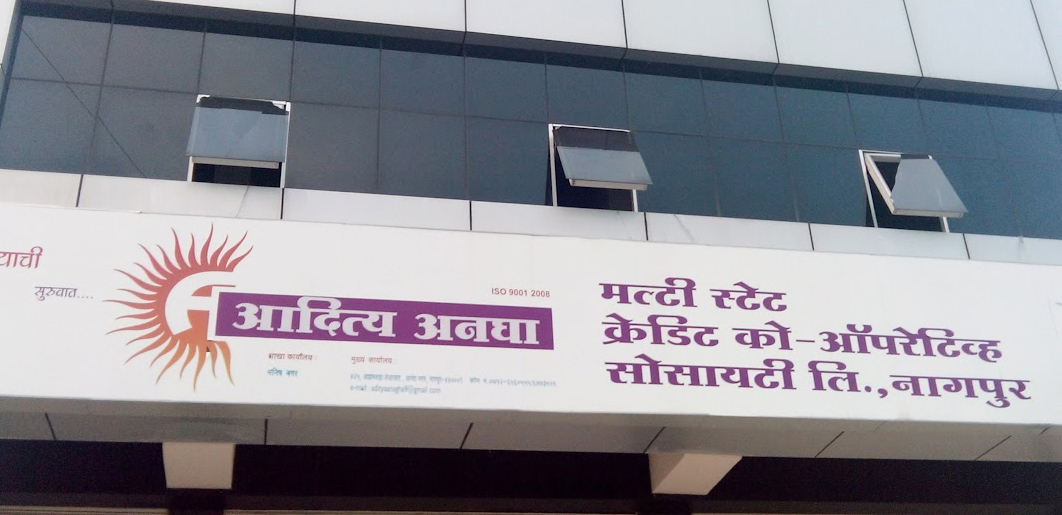 याची
सुरुवात....
ISO 9001 2008
आदित्य अनघा
शाखा कार्यालय :
मुख्य कार्यालय :
मल्टी स्टेट
क्रेडिट को-ऑपरेटिव्ह
सोसायटी लि.,नागपुर